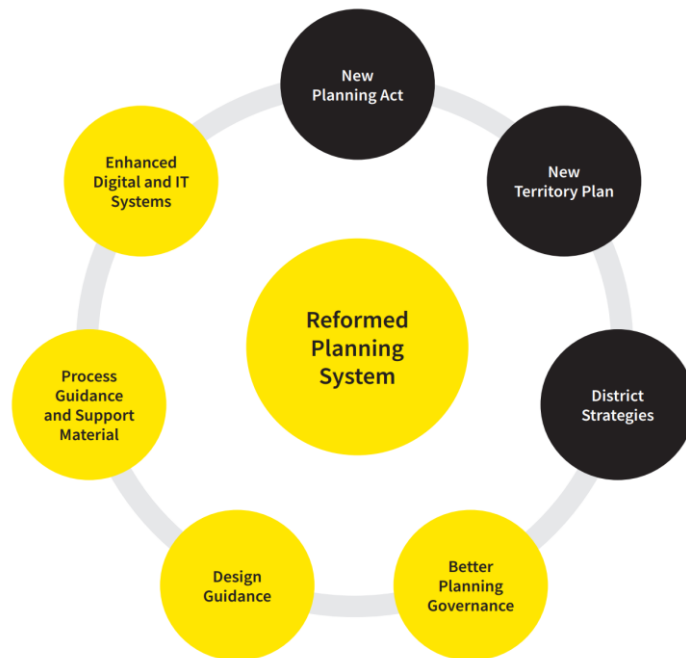 New
Planning Act
New
Territory Plan
District
Strategies
Better
Planning
Governance
Design
Guidance
Process
Guidance
and Support
Material
Enhanced
Digital and IT
Systems
Reformed
Planning
System